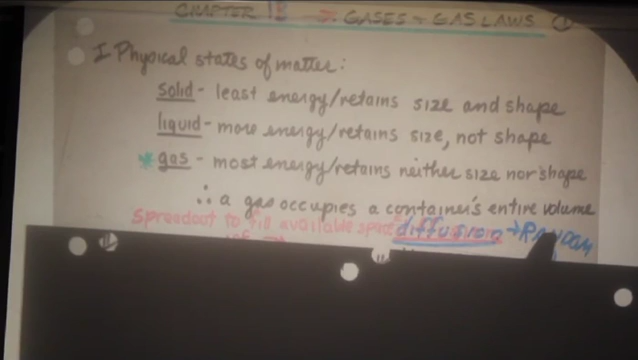 CHAPTER 12 GASES + GAS LAWS 1
I. Physical states of matter:
solid - least energy/retains size and shape
liquid - more energy/retains size, not shape
*gas - most energy/retains neither size nor shape
∴ a gas occupies a container's entire volume
Spreadout to fill available space diffusion → RANDOM